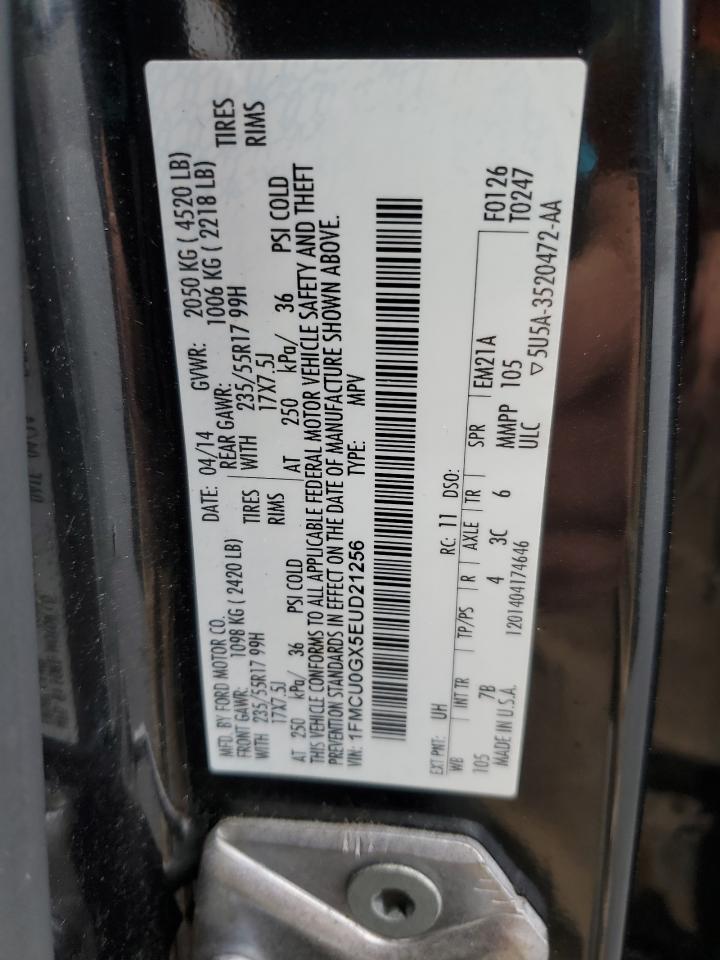 MFD. BY FORD MOTOR CO. DATE: 04/14 GVWR: 2050 KG ( 4520 LB)
FRONT GAWR: 1098 KG ( 2420 LB) REAR GAWR: 1006 KG ( 2218 LB)
WITH 235/55R17 99H TIRES WITH 235/55R17 99H TIRES
17X7.5J RIMS 17X7.5J RIMS
AT 250 kPa/ 36 PSI COLD AT 250 kPa/ 36 PSI COLD
THIS VEHICLE CONFORMS TO ALL APPLICABLE FEDERAL MOTOR VEHICLE SAFETY AND THEFT
PREVENTION STANDARDS IN EFFECT ON THE DATE OF MANUFACTURE SHOWN ABOVE.
VIN: 1FMCU0GX5EUD21256 TYPE: MPV
EXT PNT: UH RC: 11 DSO:
WB INT TR TP/PS R AXLE TR SPR EM21A F0126
105 7B 4 3C 6 MMPP 105 T0247
MADE IN U.S.A. 1201404174646 ULC ▽5U5A-3520472-AA